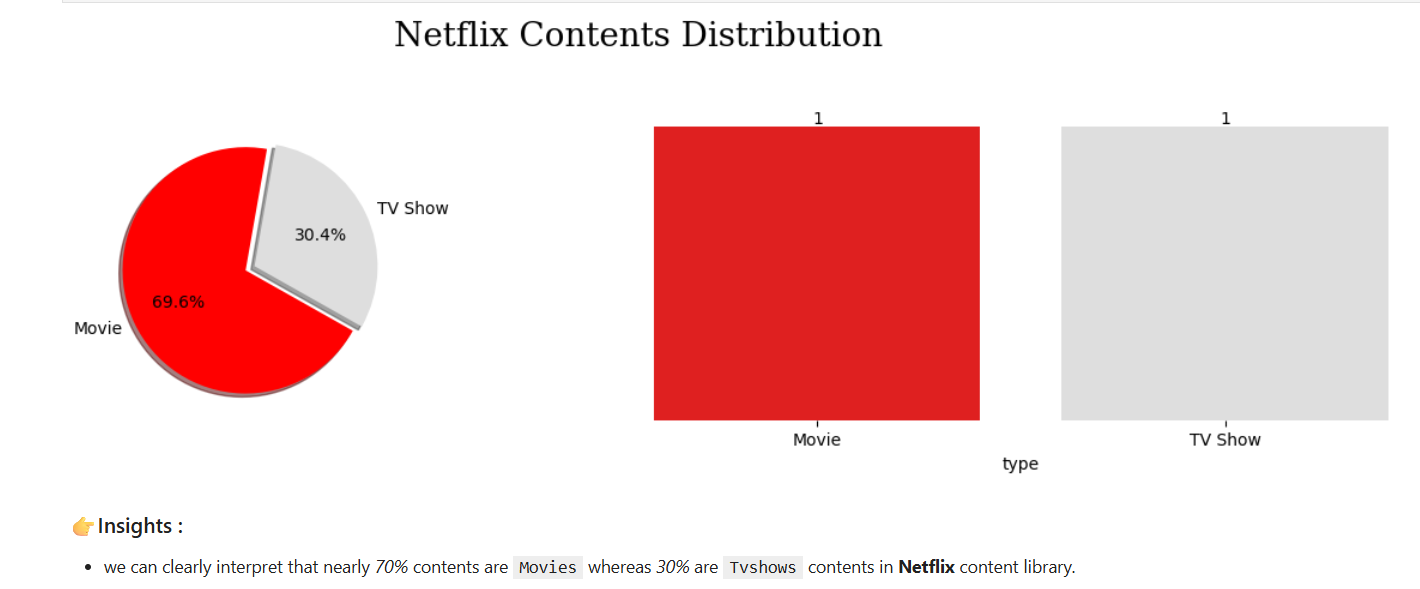 Netflix Contents Distribution
TV Show
30.4%
69.6%
Movie
1
1
Movie
TV Show
type
👉Insights :
• we can clearly interpret that nearly 70% contents are Movies whereas 30% are Tvshows contents in Netflix content library.